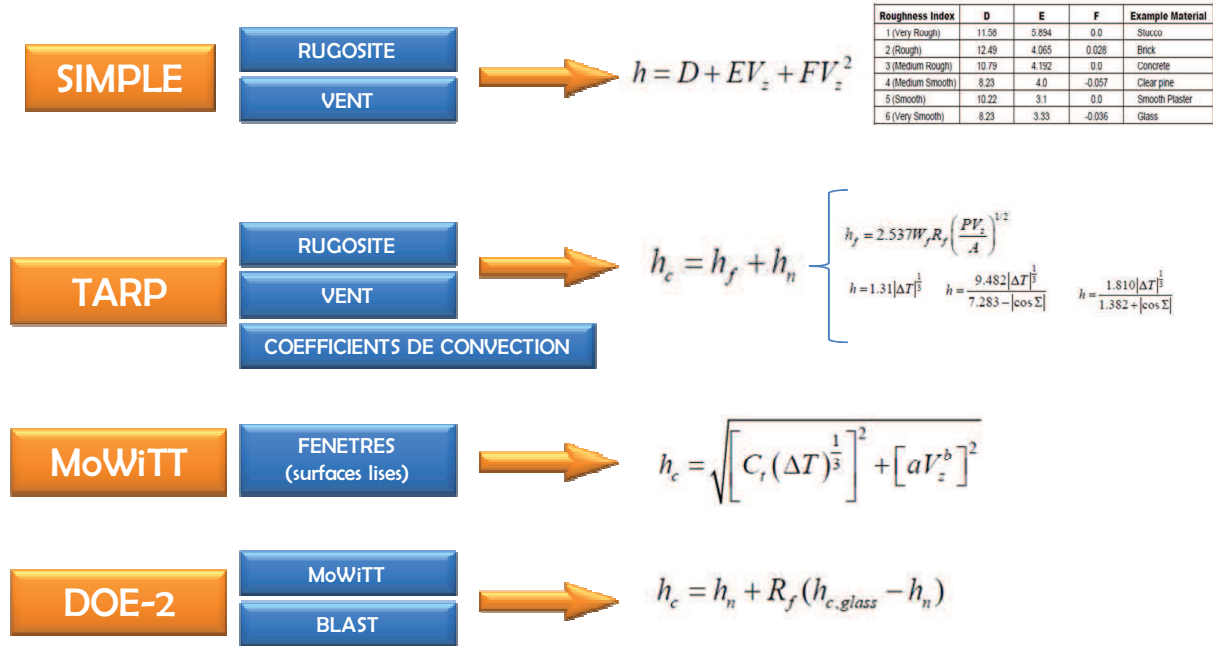 SIMPLE
RUGOSITE
VENT
h = D + EV_z + FV_z^2
Roughness Index D E F Example Material
1 (Very Rough) 11.58 5.894 0.0 Stucco
2 (Rough) 12.49 4.065 0.028 Brick
3 (Medium Rough) 10.79 4.192 0.0 Concrete
4 (Medium Smooth) 8.23 4.0 -0.057 Clear pine
5 (Smooth) 10.22 3.1 0.0 Smooth Plaster
6 (Very Smooth) 8.23 3.33 -0.036 Glass
TARP
RUGOSITE
VENT
COEFFICIENTS DE CONVECTION
h_c = h_f + h_n
h_f = 2.537W_f R_f (PV_z/A)^{1/2}
h = 1.31|ΔT|^{1/3} h = 9.482|ΔT|^{1/3}/(7.283 − |cos Σ|) h = 1.810|ΔT|^{1/3}/(1.382 + |cos Σ|)
MoWiTT
FENETRES
(surfaces lises)
h_c = √([C_t(ΔT)^{1/3}]^2 + [aV_z^b]^2)
DOE-2
MoWiTT
BLAST
h_c = h_n + R_f(h_{c,glass} − h_n)